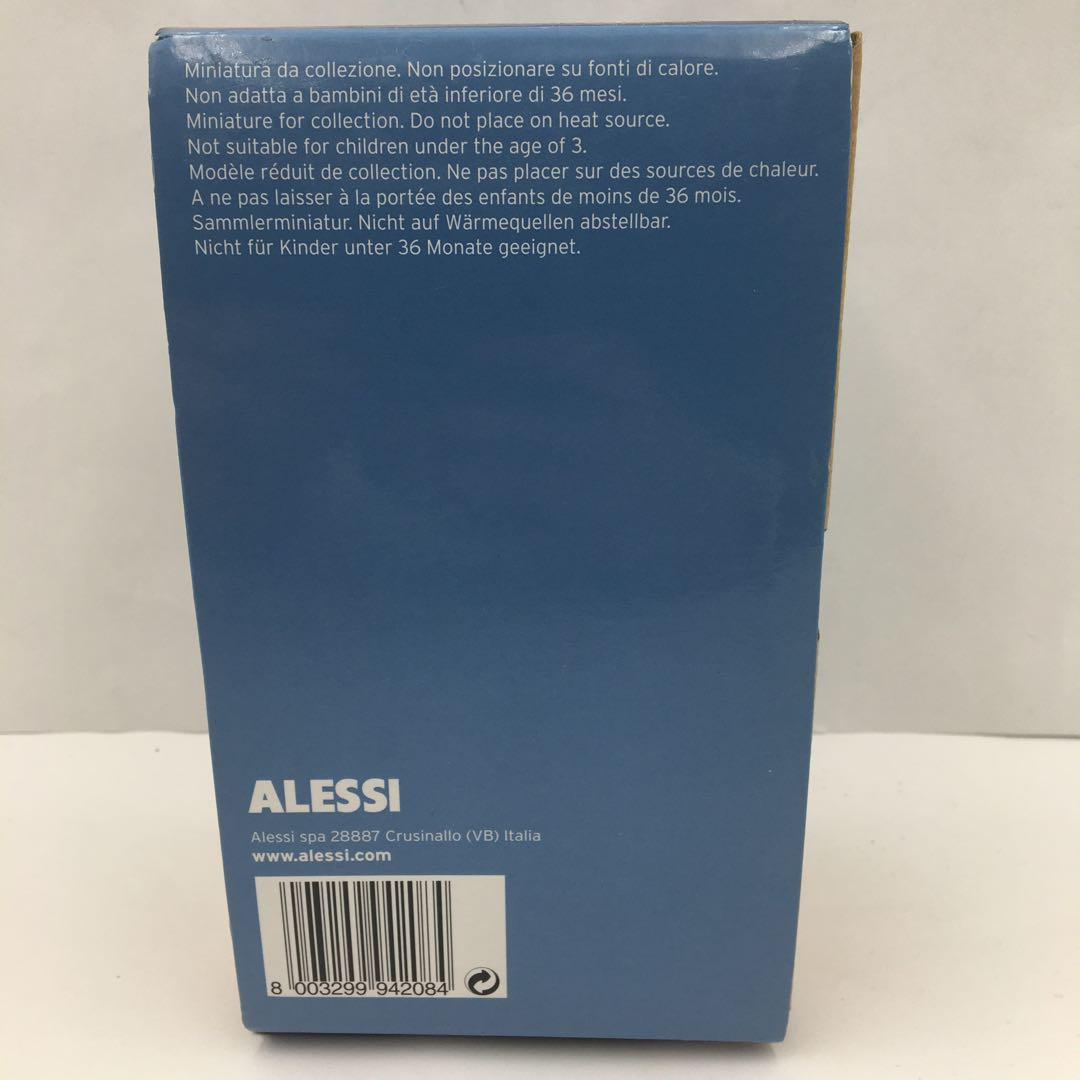 Miniatura da collezione. Non posizionare su fonti di calore.
Non adatta a bambini di età inferiore di 36 mesi.
Miniature for collection. Do not place on heat source.
Not suitable for children under the age of 3.
Modèle réduit de collection. Ne pas placer sur des sources de chaleur.
A ne pas laisser à la portée des enfants de moins de 36 mois.
Sammlerminiatur. Nicht auf Wärmequellen abstellbar.
Nicht für Kinder unter 36 Monate geeignet.
ALESSI
Alessi spa 28887 Crusinallo (VB) Italia
www.alessi.com
8 003299 942084